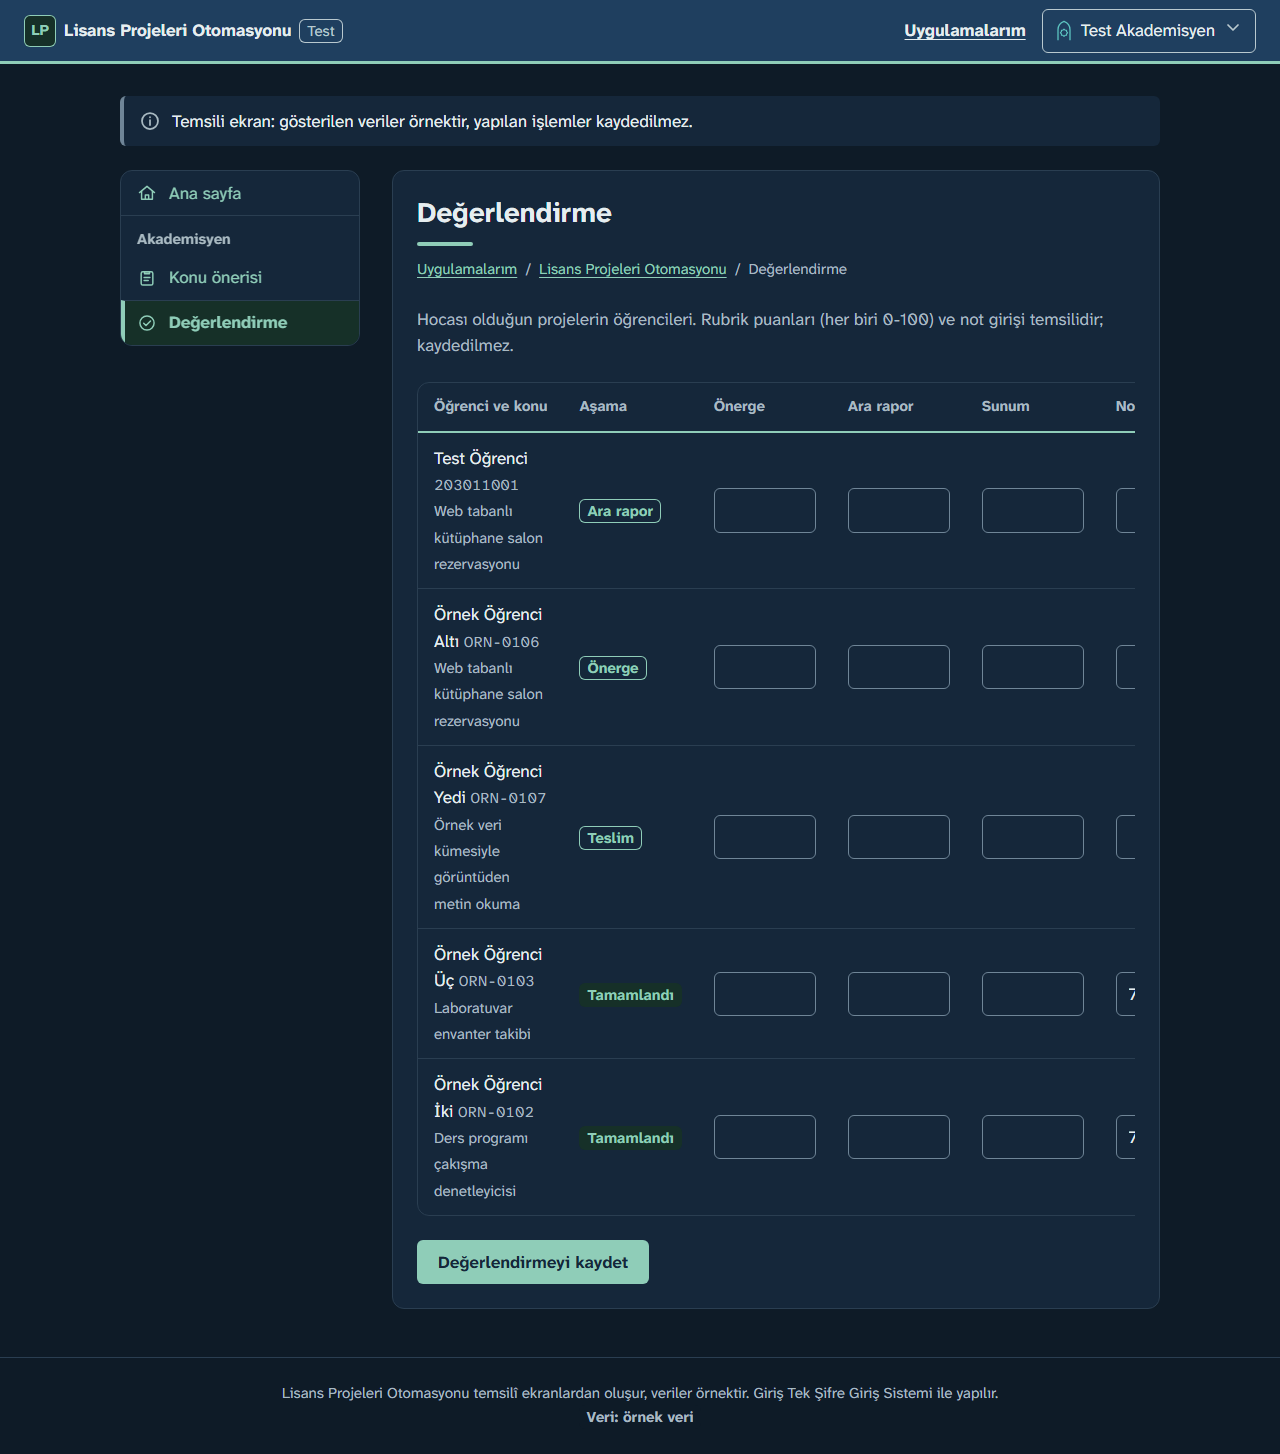 LP Lisans Projeleri Otomasyonu Test
Uygulamalarım Test Akademisyen
Temsili ekran: gösterilen veriler örnektir, yapılan işlemler kaydedilmez.
Ana sayfa
Akademisyen
Konu önerisi
Değerlendirme
Değerlendirme
Uygulamalarım / Lisans Projeleri Otomasyonu / Değerlendirme
Hocası olduğun projelerin öğrencileri. Rubrik puanları (her biri 0-100) ve not girişi temsilidir;
kaydedilmez.
Öğrenci ve konu Aşama Önerge Ara rapor Sunum No
Test Öğrenci
203011001
Web tabanlı
kütüphane salon
rezervasyonu
Ara rapor
Örnek Öğrenci
Altı ORN-0106
Web tabanlı
kütüphane salon
rezervasyonu
Önerge
Örnek Öğrenci
Yedi ORN-0107
Örnek veri
kümesiyle
görüntüden
metin okuma
Teslim
Örnek Öğrenci
Üç ORN-0103
Laboratuvar
envanter takibi
Tamamlandı
7
Örnek Öğrenci
İki ORN-0102
Ders programı
çakışma
denetleyicisi
Tamamlandı
7
Değerlendirmeyi kaydet
Lisans Projeleri Otomasyonu temsilî ekranlardan oluşur, veriler örnektir. Giriş Tek Şifre Giriş Sistemi ile yapılır.
Veri: örnek veri